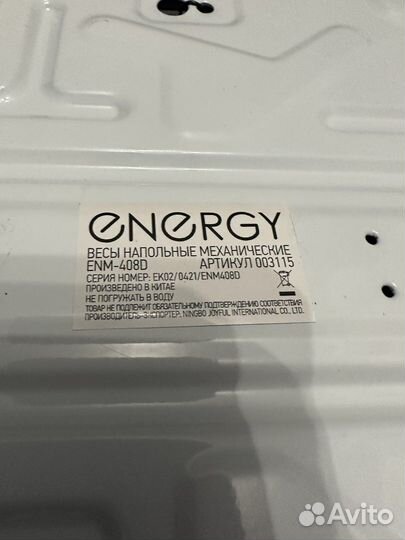 eNeRGY
ВЕСЫ НАПОЛЬНЫЕ МЕХАНИЧЕСКИЕ
ENM-408D АРТИКУЛ 003115
СЕРИЯ НОМЕР: EK02/0421/ENM408D
ПРОИЗВЕДЕНО В КИТАЕ
НЕ ПОГРУЖАТЬ В ВОДУ
ТОВАР НЕ ПОДЛЕЖИТ ОБЯЗАТЕЛЬНОМУ ПОДТВЕРЖДЕНИЮ СООТВЕТСТВИЯ
ПРОИЗВОДИТЕЛЬ-ЭКСПОРТЕР: NINGBO JOYFUL INTERNATIONAL CO., LTD.
Avito